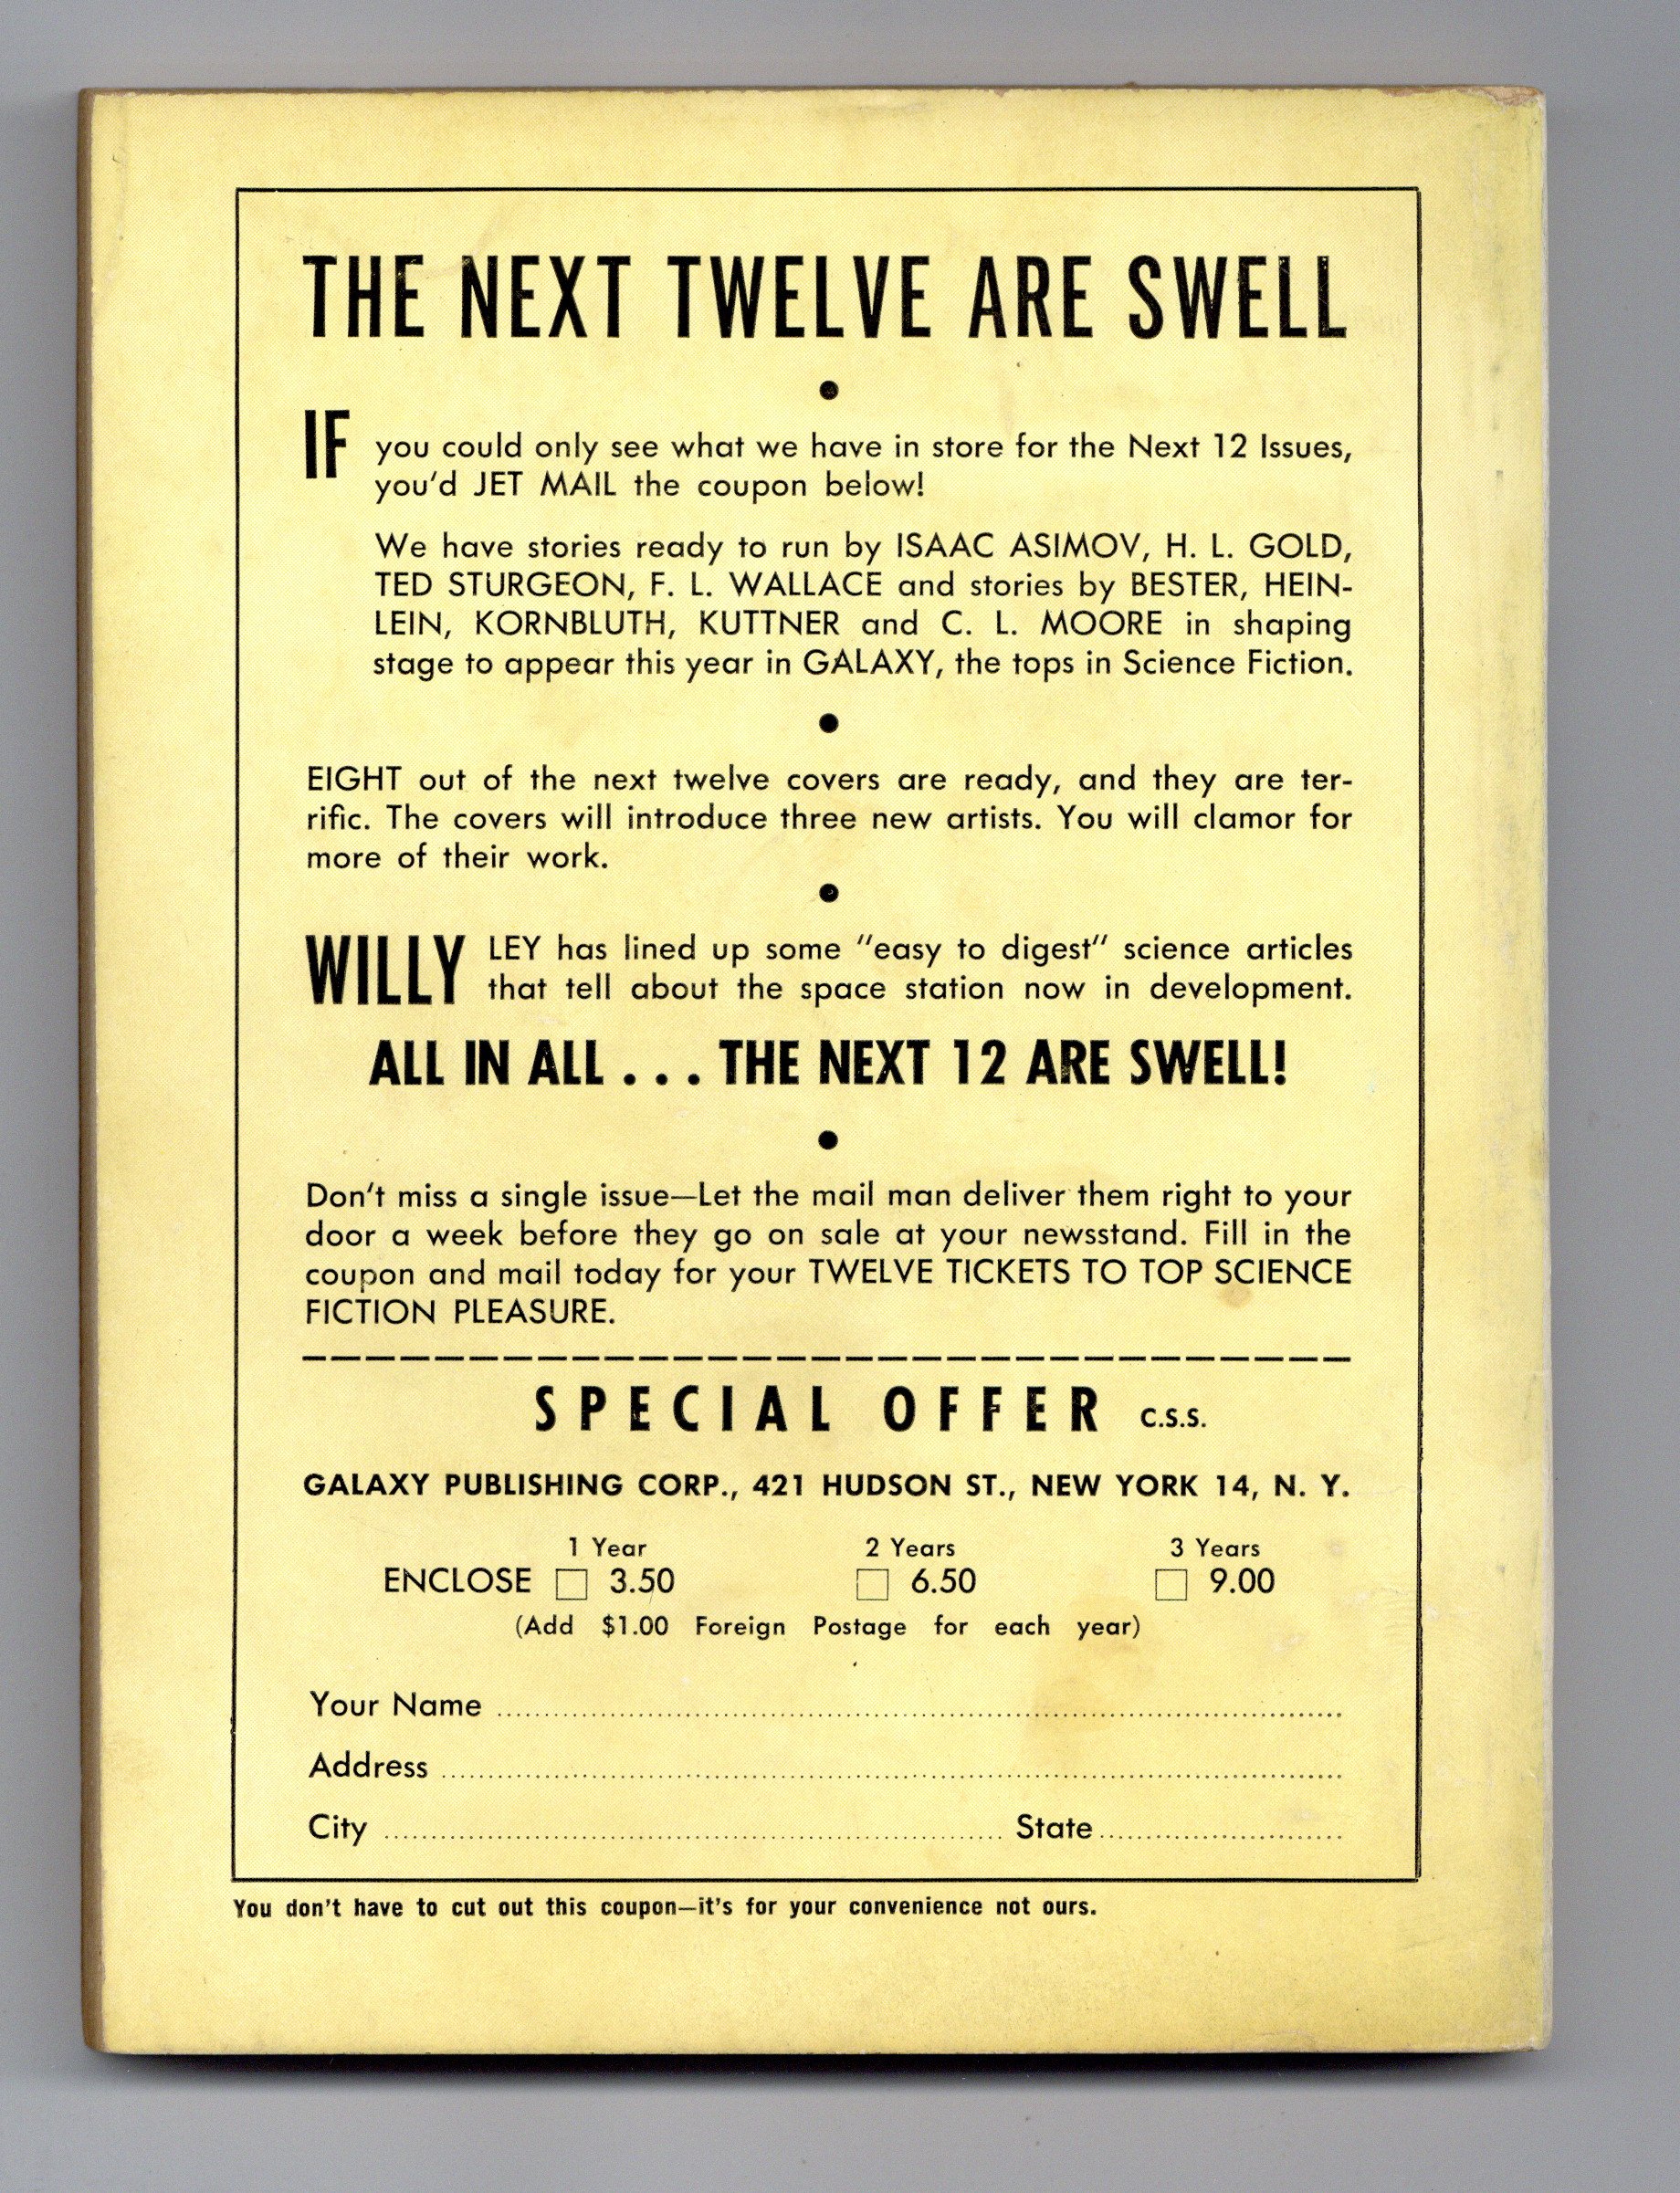 THE NEXT TWELVE ARE SWELL
IF you could only see what we have in store for the Next 12 Issues,
you'd JET MAIL the coupon below!
We have stories ready to run by ISAAC ASIMOV, H. L. GOLD,
TED STURGEON, F. L. WALLACE and stories by BESTER, HEIN-
LEIN, KORNBLUTH, KUTTNER and C. L. MOORE in shaping
stage to appear this year in GALAXY, the tops in Science Fiction.
EIGHT out of the next twelve covers are ready, and they are ter-
rific. The covers will introduce three new artists. You will clamor for
more of their work.
WILLY LEY has lined up some "easy to digest" science articles
that tell about the space station now in development.
ALL IN ALL . . . THE NEXT 12 ARE SWELL!
Don't miss a single issue—Let the mail man deliver them right to your
door a week before they go on sale at your newsstand. Fill in the
coupon and mail today for your TWELVE TICKETS TO TOP SCIENCE
FICTION PLEASURE.
SPECIAL OFFER C.S.S.
GALAXY PUBLISHING CORP., 421 HUDSON ST., NEW YORK 14, N. Y.
1 Year 2 Years 3 Years
ENCLOSE 3.50 6.50 9.00
(Add $1.00 Foreign Postage for each year)
Your Name
Address
City State
You don't have to cut out this coupon—it's for your convenience not ours.